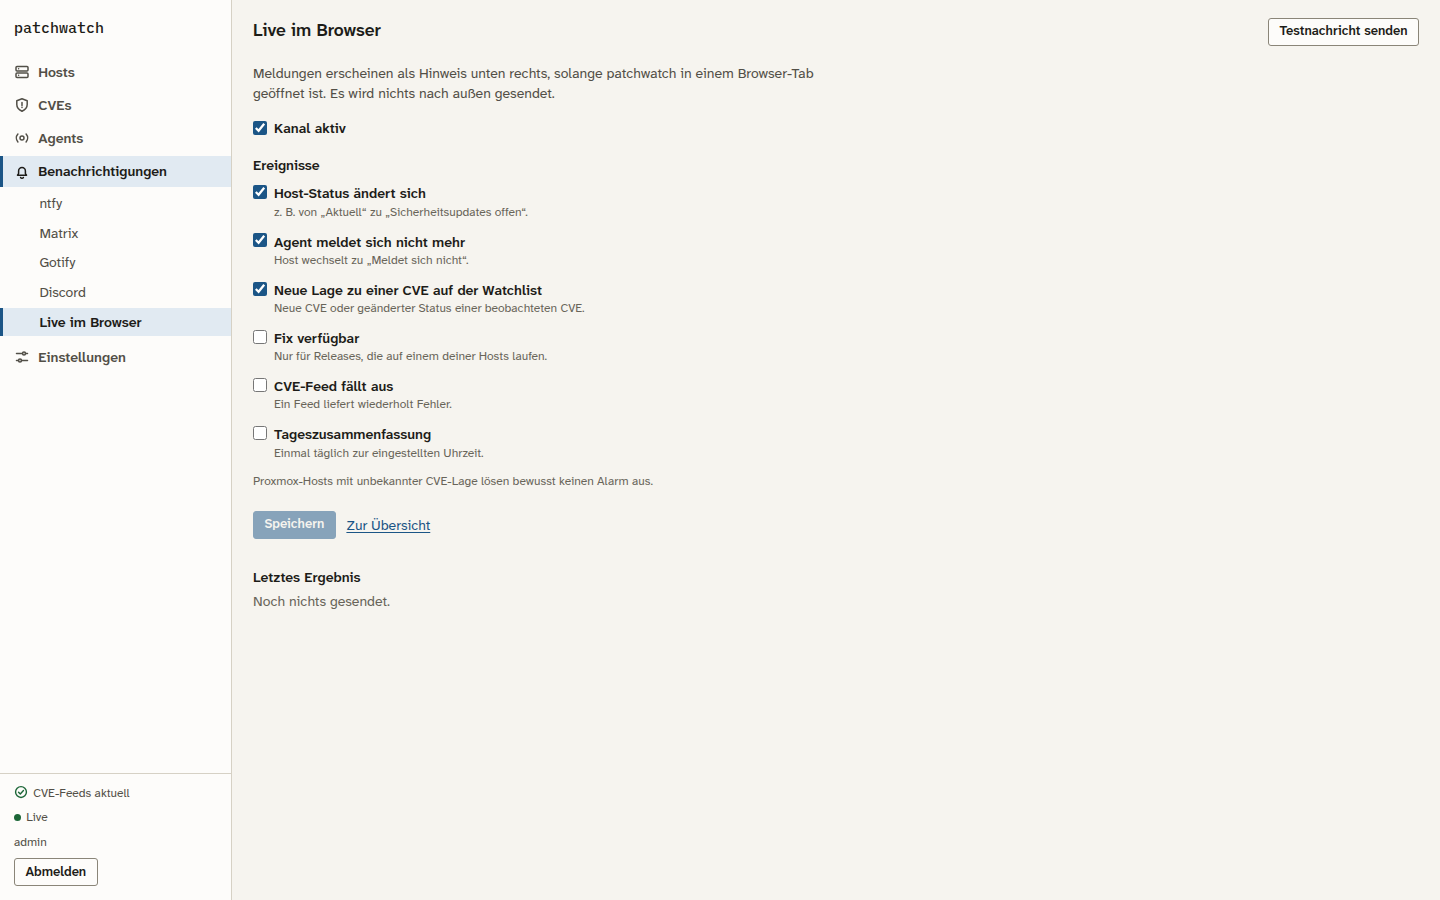 patchwatch
Hosts
CVEs
Agents
Benachrichtigungen
ntfy
Matrix
Gotify
Discord
Live im Browser
Einstellungen
CVE-Feeds aktuell
Live
admin
Abmelden
Live im Browser
Testnachricht senden
Meldungen erscheinen als Hinweis unten rechts, solange patchwatch in einem Browser-Tab
geöffnet ist. Es wird nichts nach außen gesendet.
Kanal aktiv
Ereignisse
Host-Status ändert sich
z. B. von „Aktuell“ zu „Sicherheitsupdates offen“.
Agent meldet sich nicht mehr
Host wechselt zu „Meldet sich nicht“.
Neue Lage zu einer CVE auf der Watchlist
Neue CVE oder geänderter Status einer beobachteten CVE.
Fix verfügbar
Nur für Releases, die auf einem deiner Hosts laufen.
CVE-Feed fällt aus
Ein Feed liefert wiederholt Fehler.
Tageszusammenfassung
Einmal täglich zur eingestellten Uhrzeit.
Proxmox-Hosts mit unbekannter CVE-Lage lösen bewusst keinen Alarm aus.
Speichern
Zur Übersicht
Letztes Ergebnis
Noch nichts gesendet.